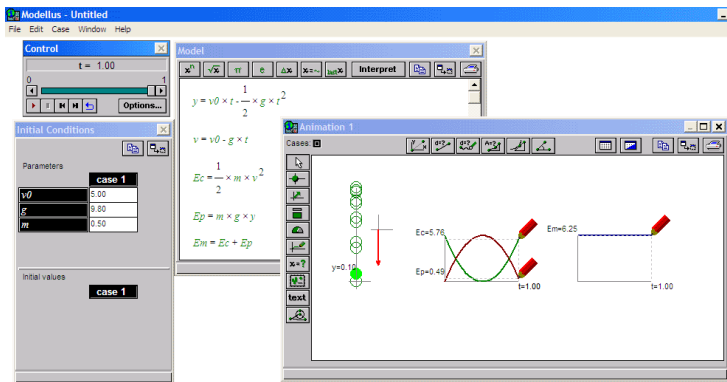 Modellus - Untitled
File Edit Case Window Help
Control
t = 1.00
0 1
Options...
Model
xⁿ √x π e Δx Interpret
y = v0 × t - 1/2 × g × t²
v = v0 - g × t
Ec = 1/2 × m × v²
Ep = m × g × y
Em = Ec + Ep
Initial Conditions
Parameters
case 1
v0 5.00
g 9.80
m 0.50
Initial values
case 1
Animation 1
Cases:
text
y=0.10
Ec=5.76
Ep=0.49
t=1.00
Em=6.25
t=1.00